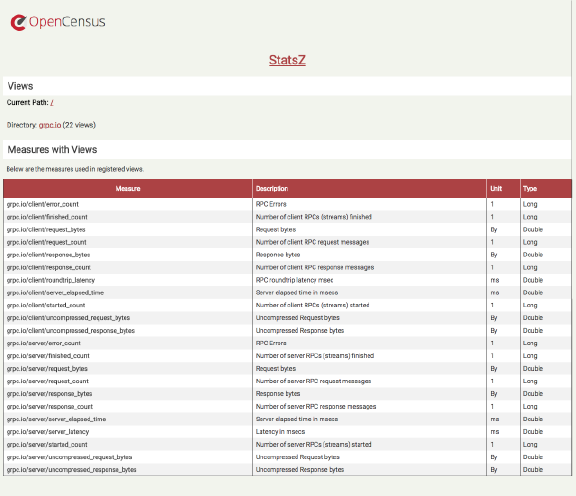 OpenCensus
StatsZ
Views
Current Path: /
Directory: grpc.io (22 views)
Measures with Views
Below are the measures used in registered views.
Measure Description Unit Type
grpc.io/client/error_count RPC Errors 1 Long
grpc.io/client/finished_count Number of client RPCs (streams) finished 1 Long
grpc.io/client/request_bytes Request bytes By Double
grpc.io/client/request_count Number of client RPC request messages 1 Long
grpc.io/client/response_bytes Response bytes By Double
grpc.io/client/response_count Number of client RPC response messages 1 Long
grpc.io/client/roundtrip_latency RPC roundtrip latency msec ms Double
grpc.io/client/server_elapsed_time Server elapsed time in msecs ms Double
grpc.io/client/started_count Number of client RPCs (streams) started 1 Long
grpc.io/client/uncompressed_request_bytes Uncompressed Request bytes By Double
grpc.io/client/uncompressed_response_bytes Uncompressed Response bytes By Double
grpc.io/server/error_count RPC Errors 1 Long
grpc.io/server/finished_count Number of server RPCs (streams) finished 1 Long
grpc.io/server/request_bytes Request bytes By Double
grpc.io/server/request_count Number of server RPC request messages 1 Long
grpc.io/server/response_bytes Response bytes By Double
grpc.io/server/response_count Number of server RPC response messages 1 Long
grpc.io/server/server_elapsed_time Server elapsed time in msecs ms Double
grpc.io/server/server_latency Latency in msecs ms Double
grpc.io/server/started_count Number of server RPCs (streams) started 1 Long
grpc.io/server/uncompressed_request_bytes Uncompressed Request bytes By Double
grpc.io/server/uncompressed_response_bytes Uncompressed Response bytes By Double